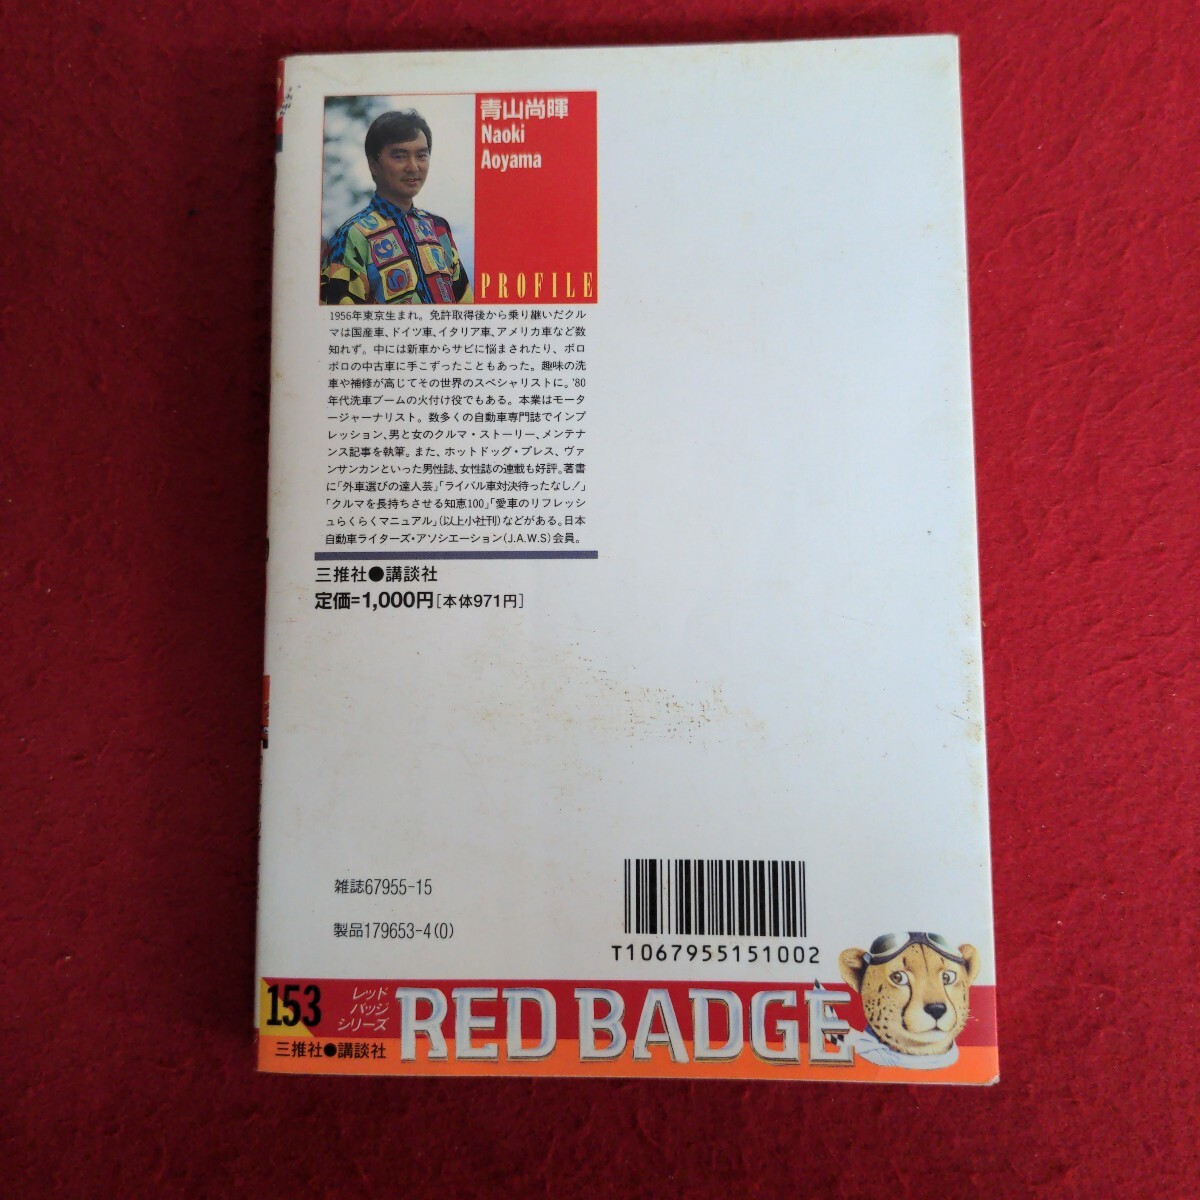 青山尚暉
Naoki
Aoyama
PROFILE
1956年東京生まれ。免許取得後から乗り継いだクル
マは国産車、ドイツ車、イタリア車、アメリカ車など数
知れず。中には新車からサビに悩まされたり、ボロ
ボロの中古車に手こずったこともあった。趣味の洗
車や補修が高じてその世界のスペシャリストに。'80
年代洗車ブームの火付け役でもある。本業はモータ
ージャーナリスト。数多くの自動車専門誌でインプ
レッション、男と女のクルマ・ストーリー、メンテナ
ンス記事を執筆。また、ホットドッグ・プレス、ヴァ
ンサンカンといった男性誌、女性誌の連載も好評。著書
に「外車選びの達人芸」「ライバル車対決待ったなし!」
「クルマを長持ちさせる知恵100」「愛車のリフレッシ
ュらくらくマニュアル」(以上小社刊)などがある。日本
自動車ライターズ・アソシエーション(J.A.W.S)会員。
三推社●講談社
定価=1,000円[本体971円]
雑誌67955-15
製品179653-4(0)
T1067955151002
153
レッド
バッジ
シリーズ
三推社●講談社
RED BADGE